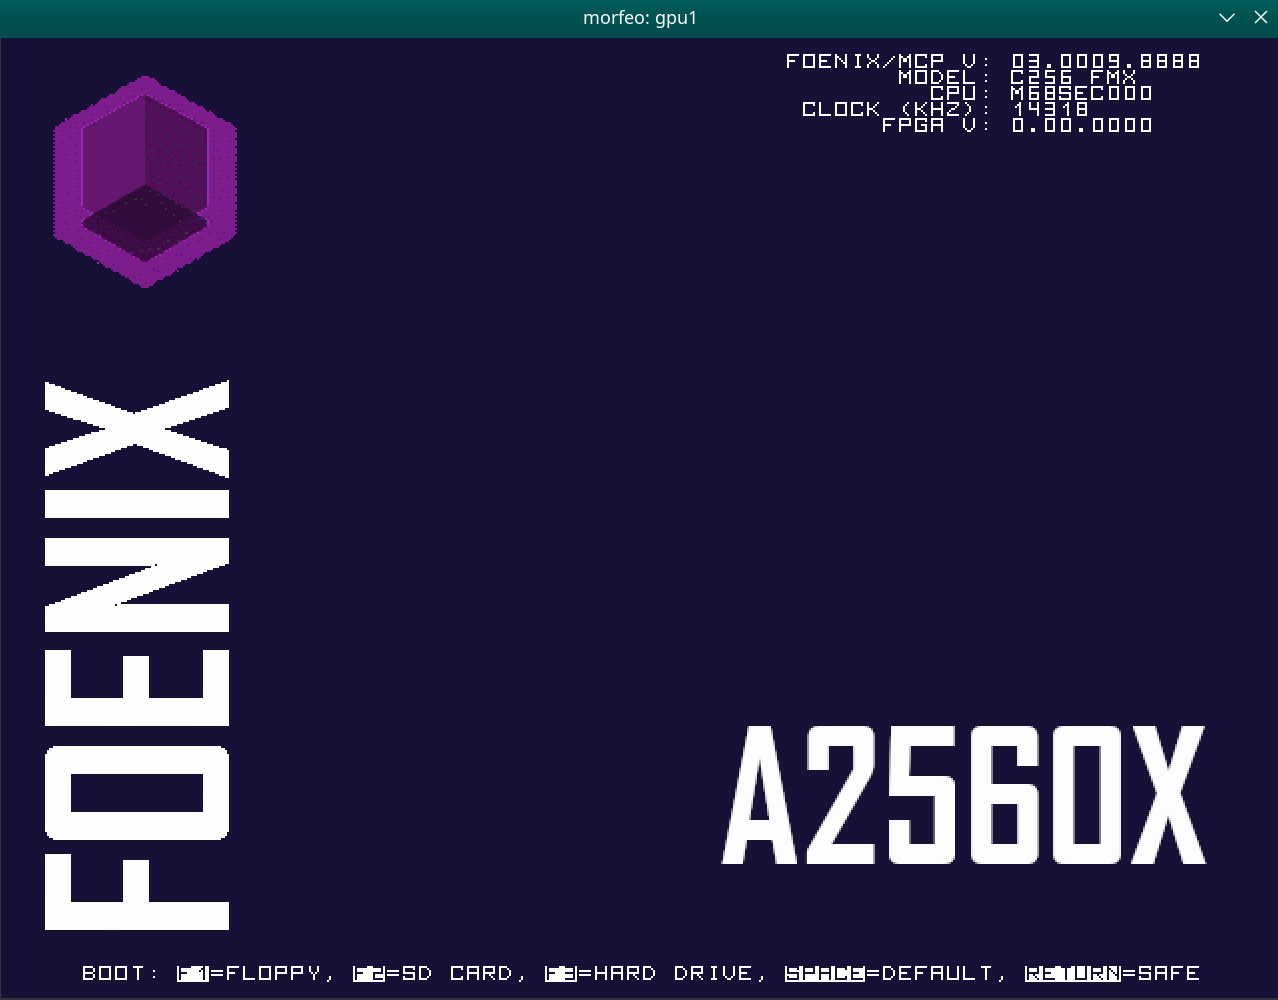 morfeo: gpu1
FOENIX/MCP V: 03.0009.8888
MODEL: C256 FMX
CPU: M68SEC000
CLOCK (KHZ): 14318
FPGA V: 0.00.0000
FOENIX
A2560X
BOOT: F1=FLOPPY, F2=SD CARD, F3=HARD DRIVE, SPACE=DEFAULT, RETURN=SAFE